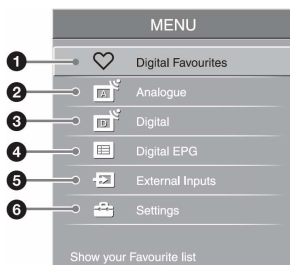 MENU
1 Digital Favourites
2 A Analogue
3 D Digital
4 Digital EPG
5 External Inputs
6 Settings
Show your Favourite list